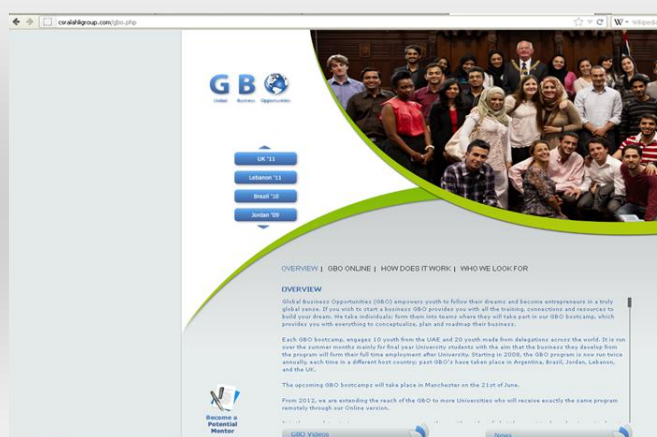 csralahligroup.com/gbo.php
W
GBO
Global Business Opportunities
UK '11
Lebanon '11
Brazil '10
Jordan '09
OVERVIEW | GBO ONLINE | HOW DOES IT WORK | WHO WE LOOK FOR
OVERVIEW
Global Business Opportunities (GBO) empowers youth to follow their dreams and become entrepreneurs in a truly
global sense. If you wish to start a business GBO provides you with all the training, connections and resources to
build your dream. We take individuals; form them into teams where they will take part in our GBO bootcamp, which
provides you with everything to conceptualize, plan and roadmap their business.
Each GBO bootcamp, engages 10 youth from the UAE and 20 youth made from delegations across the world. It is run
over the summer months mainly for final year University students with the aim that the business they develop from
the program will form their full time employment after University. Starting in 2008, the GBO program is now run twice
annually, each time in a different host country: past GBO's have taken place in Argentina, Brazil, Jordan, Lebanon,
and the UK.
The upcoming GBO bootcamps will take place in Manchester on the 21st of June.
From 2012, we are extending the reach of the GBO to more Universities who will receive exactly the same program
remotely through our Online version.
Become a
Potential
Mentor
GBO Videos
News